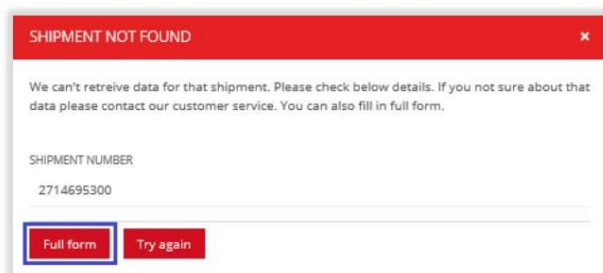 SHIPMENT NOT FOUND ×
We can't retreive data for that shipment. Please check below details. If you not sure about that
data please contact our customer service. You can also fill in full form.
SHIPMENT NUMBER
2714695300
Full form Try again